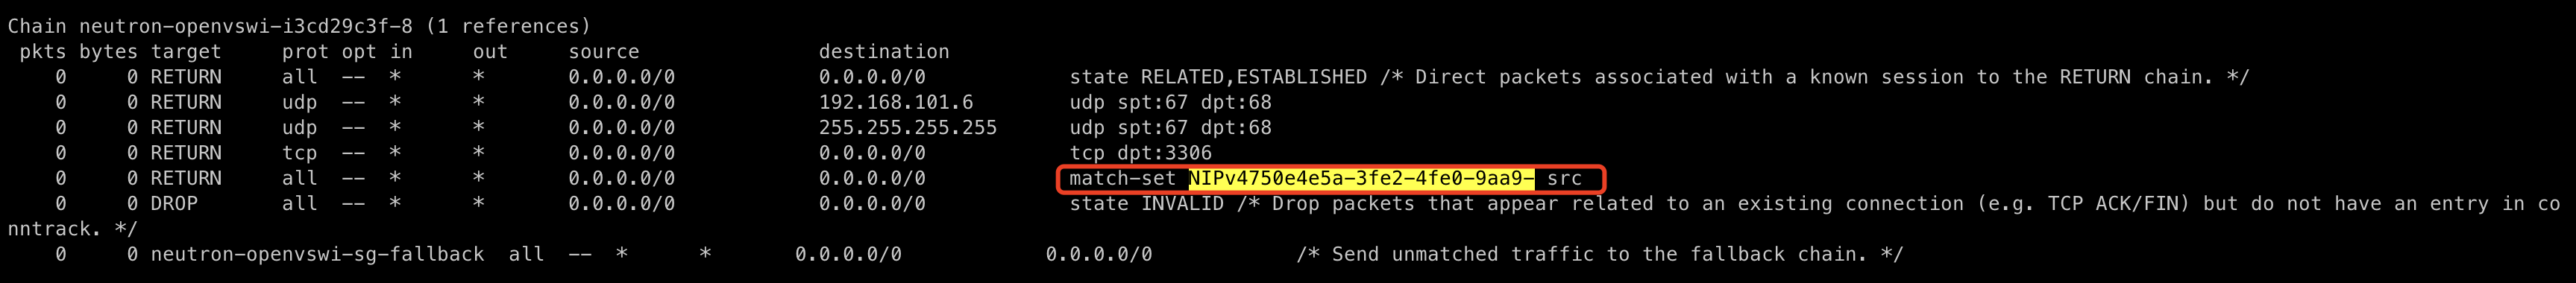 Chain neutron-openvswi-i3cd29c3f-8 (1 references)
 pkts bytes target     prot opt in     out     source               destination
    0     0 RETURN     all  --  *      *       0.0.0.0/0            0.0.0.0/0            state RELATED,ESTABLISHED /* Direct packets associated with a known session to the RETURN chain. */
    0     0 RETURN     udp  --  *      *       0.0.0.0/0            192.168.101.6        udp spt:67 dpt:68
    0     0 RETURN     udp  --  *      *       0.0.0.0/0            255.255.255.255      udp spt:67 dpt:68
    0     0 RETURN     tcp  --  *      *       0.0.0.0/0            0.0.0.0/0            tcp dpt:3306
    0     0 RETURN     all  --  *      *       0.0.0.0/0            0.0.0.0/0            match-set NIPv4750e4e5a-3fe2-4fe0-9aa9- src
    0     0 DROP       all  --  *      *       0.0.0.0/0            0.0.0.0/0            state INVALID /* Drop packets that appear related to an existing connection (e.g. TCP ACK/FIN) but do not have an entry in co
nntrack. */
    0     0 neutron-openvswi-sg-fallback  all  --  *      *       0.0.0.0/0            0.0.0.0/0            /* Send unmatched traffic to the fallback chain. */